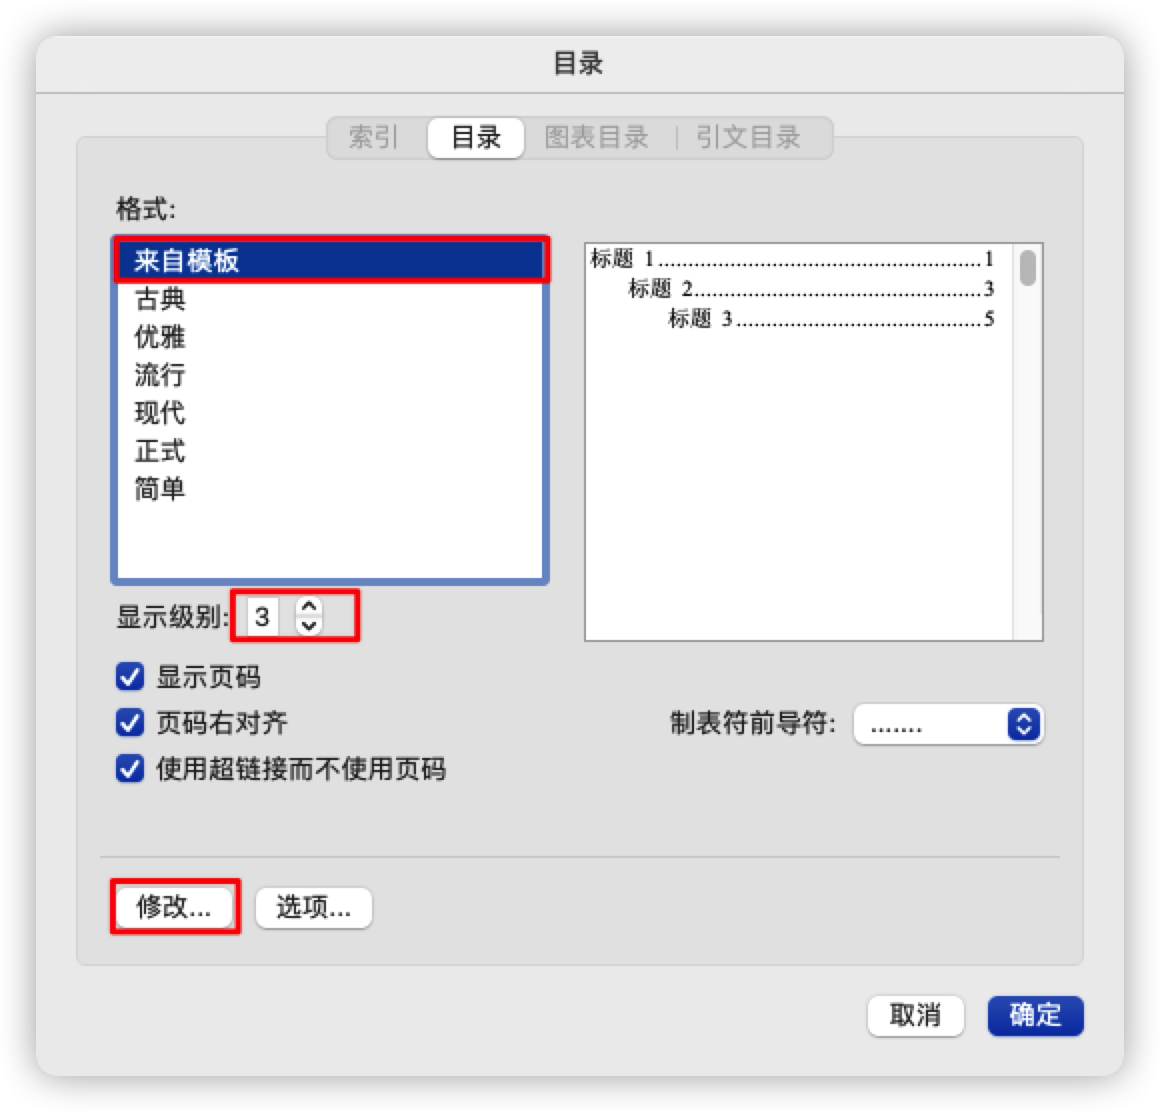 目录
索引
目录
图表目录
引文目录
格式:
来自模板
古典
优雅
流行
现代
正式
简单
标题 1..................................................1
标题 2.............................................3
标题 3.......................................5
显示级别: 3
显示页码
页码右对齐
制表符前导符: .......
使用超链接而不使用页码
修改...
选项...
取消
确定